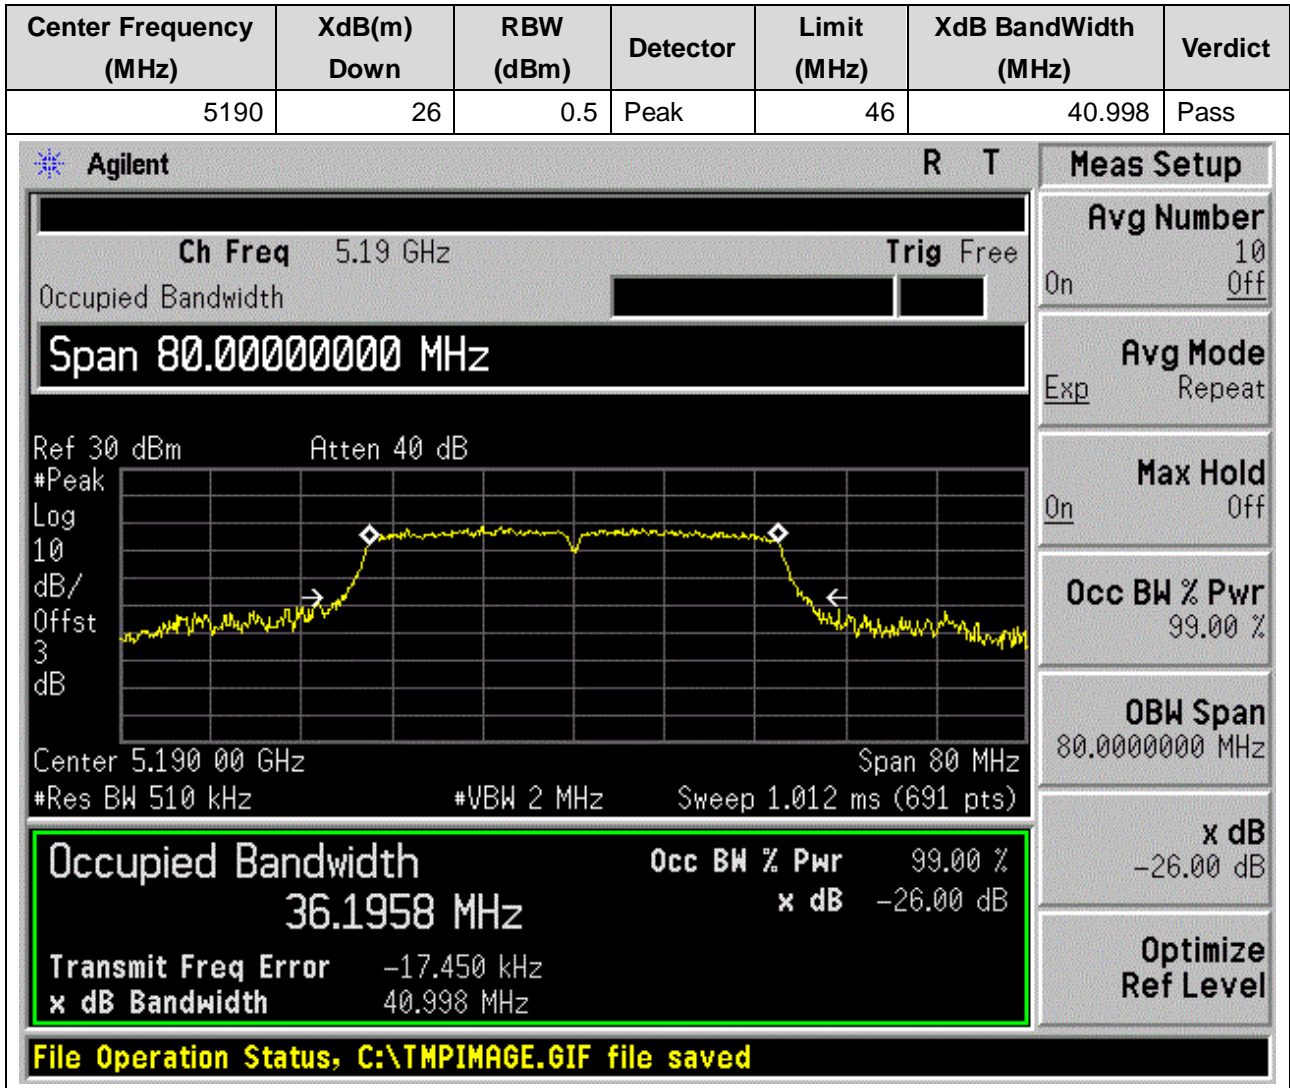 Center Frequency (MHz) XdB(m) Down RBW (dBm) Detector Limit (MHz) XdB BandWidth (MHz) Verdict
5190 26 0.5 Peak 46 40.998 Pass
Agilent R T Meas Setup
Avg Number
10
On Off
Ch Freq 5.19 GHz Trig Free
Occupied Bandwidth
Span 80.00000000 MHz
Avg Mode
Exp Repeat
Ref 30 dBm Atten 40 dB
#Peak
Log
10
dB/
Offst
3
dB
Max Hold
On Off
Occ BW % Pwr
99.00 %
OBW Span
80.0000000 MHz
Center 5.190 00 GHz Span 80 MHz
#Res BW 510 kHz #VBW 2 MHz Sweep 1.012 ms (691 pts)
x dB
-26.00 dB
Occupied Bandwidth Occ BW % Pwr 99.00 %
36.1958 MHz x dB -26.00 dB
Transmit Freq Error -17.450 kHz
x dB Bandwidth 40.998 MHz
Optimize
Ref Level
File Operation Status, C:\TMPIMAGE.GIF file saved